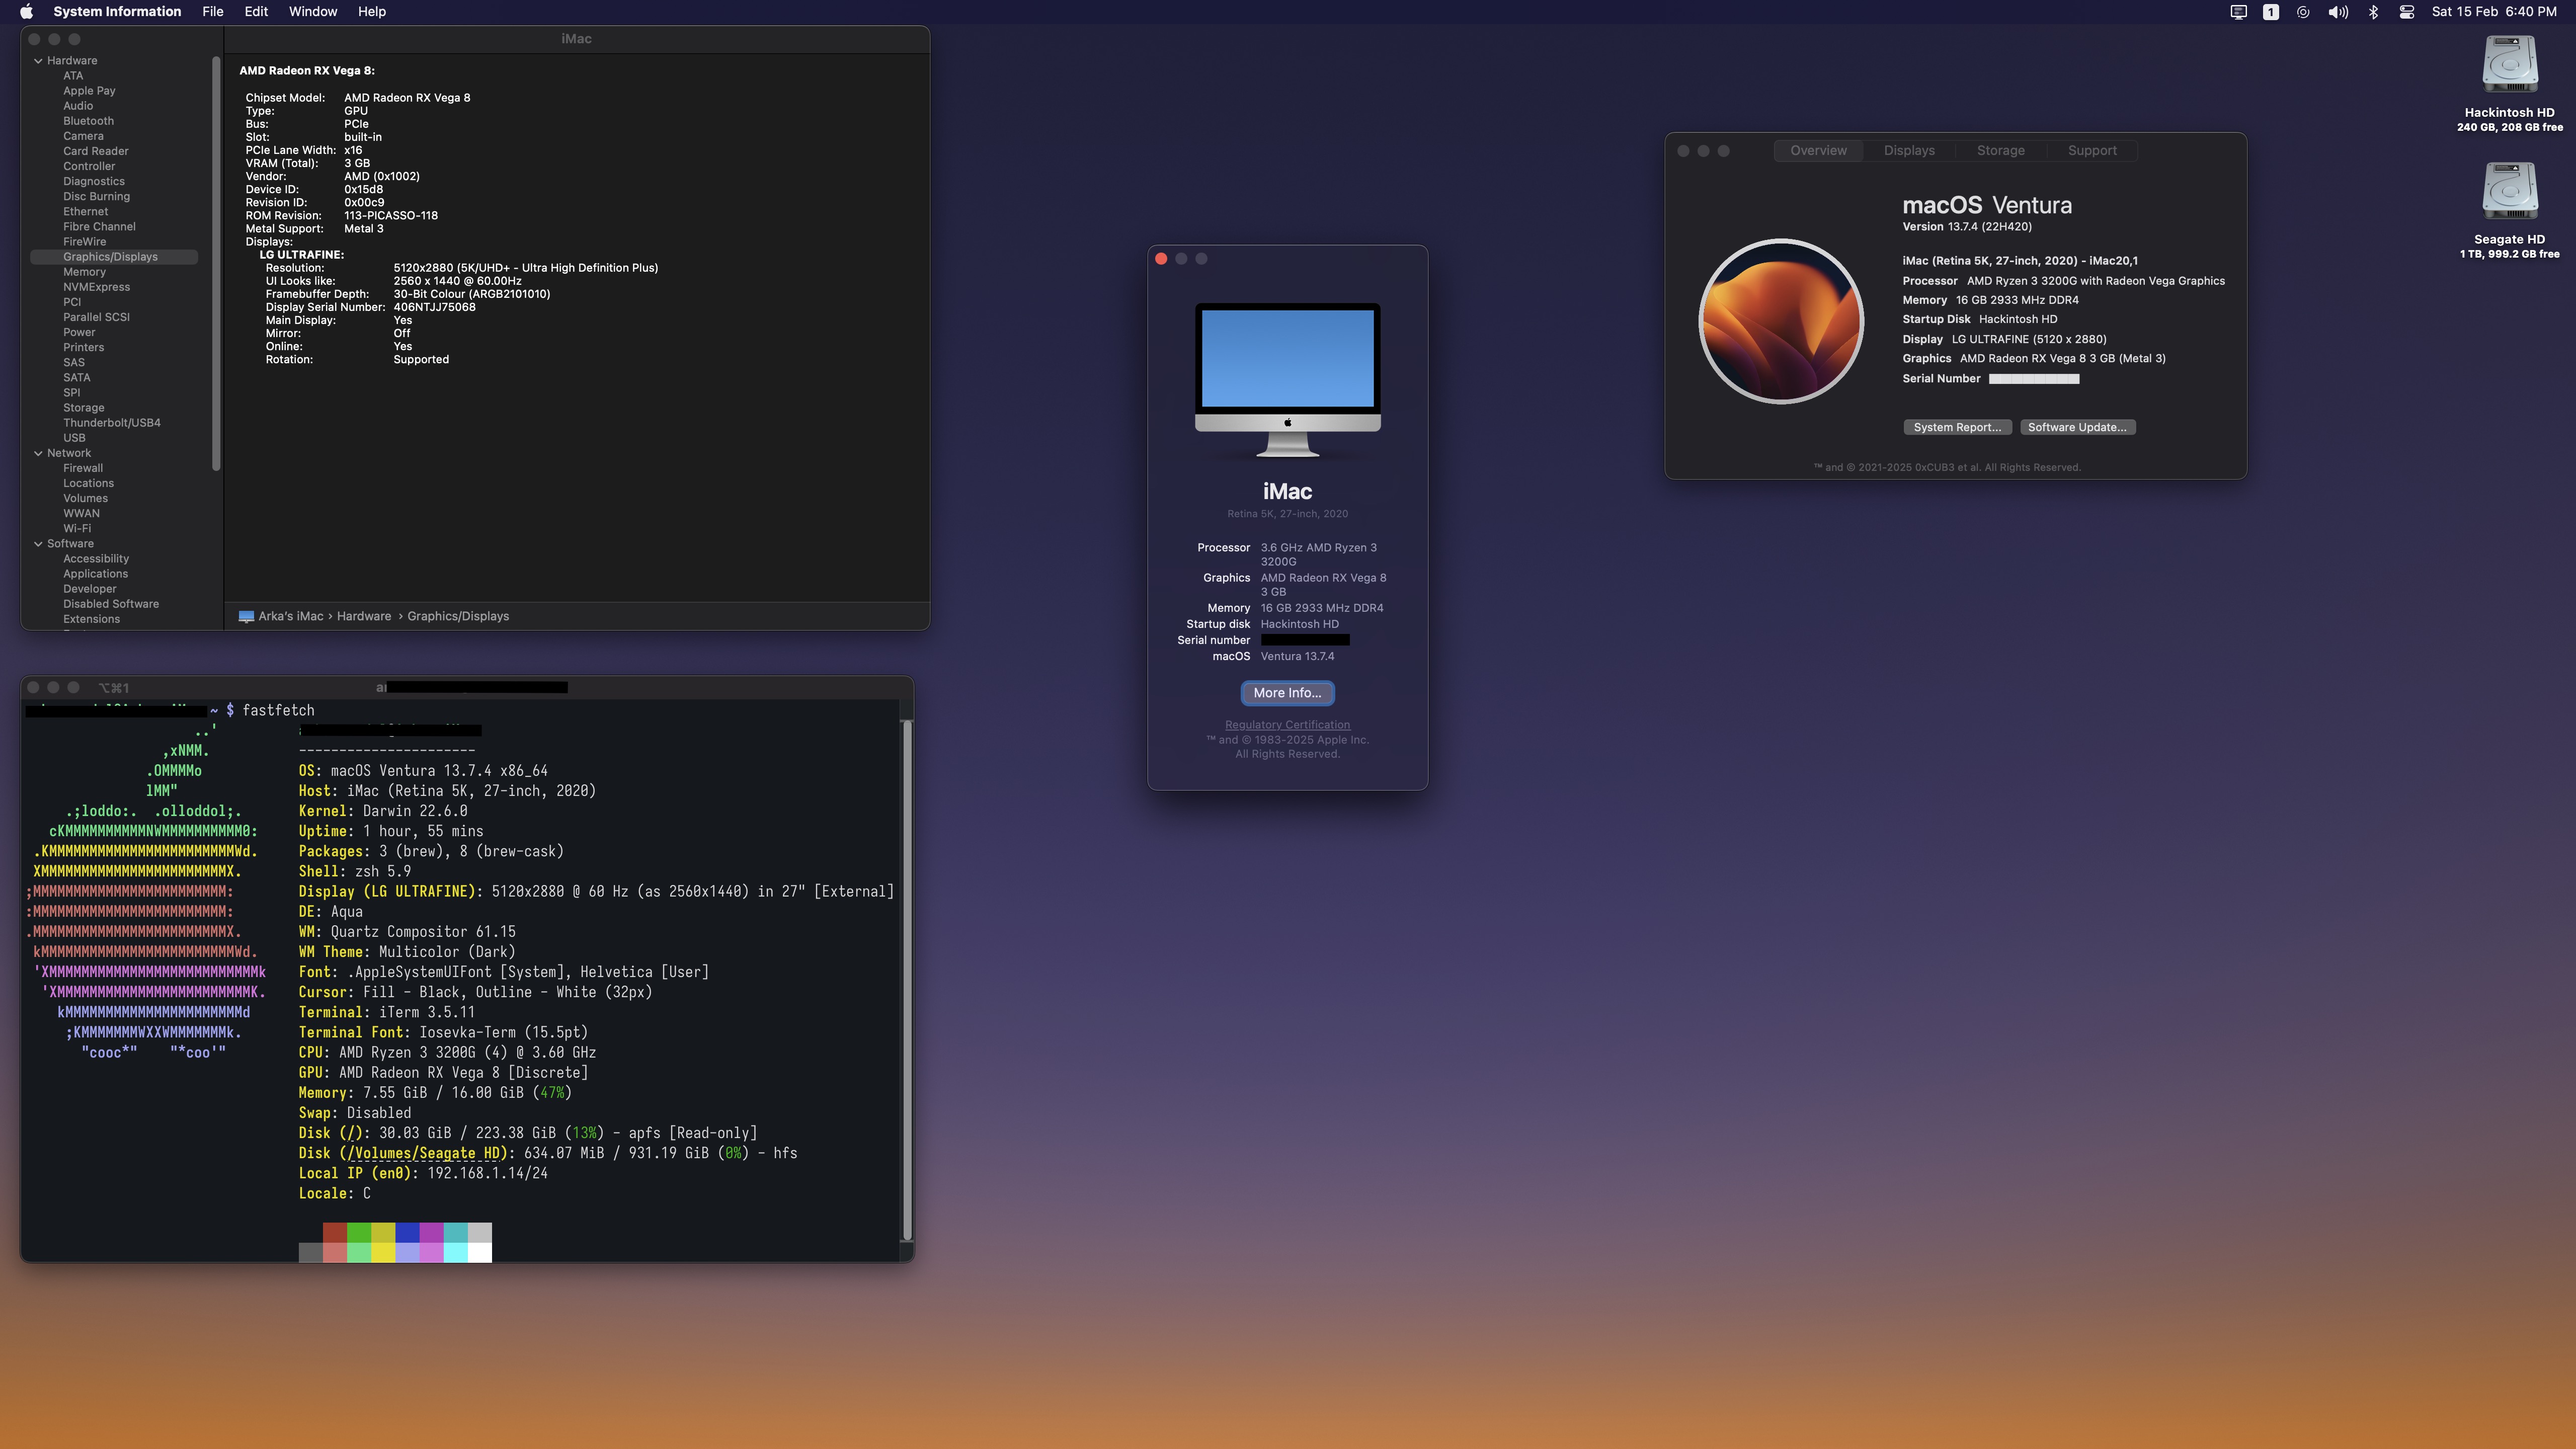 System Information File Edit Window Help
1 Sat 15 Feb 6:40 PM
Hackintosh HD
240 GB, 208 GB free
Seagate HD
1 TB, 999.2 GB free
iMac
Hardware
ATA
Apple Pay
Audio
Bluetooth
Camera
Card Reader
Controller
Diagnostics
Disc Burning
Ethernet
Fibre Channel
FireWire
Graphics/Displays
Memory
NVMExpress
PCI
Parallel SCSI
Power
Printers
SAS
SATA
SPI
Storage
Thunderbolt/USB4
USB
Network
Firewall
Locations
Volumes
WWAN
Wi-Fi
Software
Accessibility
Applications
Developer
Disabled Software
Extensions
AMD Radeon RX Vega 8:
Chipset Model: AMD Radeon RX Vega 8
Type: GPU
Bus: PCIe
Slot: built-in
PCIe Lane Width: x16
VRAM (Total): 3 GB
Vendor: AMD (0x1002)
Device ID: 0x15d8
Revision ID: 0x00c9
ROM Revision: 113-PICASSO-118
Metal Support: Metal 3
Displays:
LG ULTRAFINE:
Resolution: 5120x2880 (5K/UHD+ - Ultra High Definition Plus)
UI Looks like: 2560 x 1440 @ 60.00Hz
Framebuffer Depth: 30-Bit Colour (ARGB2101010)
Display Serial Number: 406NTJJ75068
Main Display: Yes
Mirror: Off
Online: Yes
Rotation: Supported
Arka's iMac › Hardware › Graphics/Displays
iMac
Retina 5K, 27-inch, 2020
Processor 3.6 GHz AMD Ryzen 3
3200G
Graphics AMD Radeon RX Vega 8
3 GB
Memory 16 GB 2933 MHz DDR4
Startup disk Hackintosh HD
Serial number
macOS Ventura 13.7.4
More Info...
Regulatory Certification
™ and © 1983-2025 Apple Inc.
All Rights Reserved.
Overview Displays Storage Support
macOS Ventura
Version 13.7.4 (22H420)
iMac (Retina 5K, 27-inch, 2020) - iMac20,1
Processor AMD Ryzen 3 3200G with Radeon Vega Graphics
Memory 16 GB 2933 MHz DDR4
Startup Disk Hackintosh HD
Display LG ULTRAFINE (5120 x 2880)
Graphics AMD Radeon RX Vega 8 3 GB (Metal 3)
Serial Number
System Report... Software Update...
™ and © 2021-2025 0xCUB3 et al. All Rights Reserved.
⌥⌘1
~ $ fastfetch
..'
,xNMM. -----------------------
.OMMMMo OS: macOS Ventura 13.7.4 x86_64
lMM" Host: iMac (Retina 5K, 27-inch, 2020)
.;loddo:. .olloddol;. Kernel: Darwin 22.6.0
cKMMMMMMMMMMNWMMMMMMMMMM0: Uptime: 1 hour, 55 mins
.KMMMMMMMMMMMMMMMMMMMMMMMWd. Packages: 3 (brew), 8 (brew-cask)
XMMMMMMMMMMMMMMMMMMMMMMMX. Shell: zsh 5.9
;MMMMMMMMMMMMMMMMMMMMMMMM: Display (LG ULTRAFINE): 5120x2880 @ 60 Hz (as 2560x1440) in 27" [External]
:MMMMMMMMMMMMMMMMMMMMMMMM: DE: Aqua
.MMMMMMMMMMMMMMMMMMMMMMMMX. WM: Quartz Compositor 61.15
kMMMMMMMMMMMMMMMMMMMMMMMMWd. WM Theme: Multicolor (Dark)
'XMMMMMMMMMMMMMMMMMMMMMMMMMMk Font: .AppleSystemUIFont [System], Helvetica [User]
'XMMMMMMMMMMMMMMMMMMMMMMMMK. Cursor: Fill - Black, Outline - White (32px)
kMMMMMMMMMMMMMMMMMMMMMMd Terminal: iTerm 3.5.11
;KMMMMMMMWXXWMMMMMMMk. Terminal Font: Iosevka-Term (15.5pt)
"cooc*" "*coo'" CPU: AMD Ryzen 3 3200G (4) @ 3.60 GHz
GPU: AMD Radeon RX Vega 8 [Discrete]
Memory: 7.55 GiB / 16.00 GiB (47%)
Swap: Disabled
Disk (/): 30.03 GiB / 223.38 GiB (13%) - apfs [Read-only]
Disk (/Volumes/Seagate HD): 634.07 MiB / 931.19 GiB (0%) - hfs
Local IP (en0): 192.168.1.14/24
Locale: C